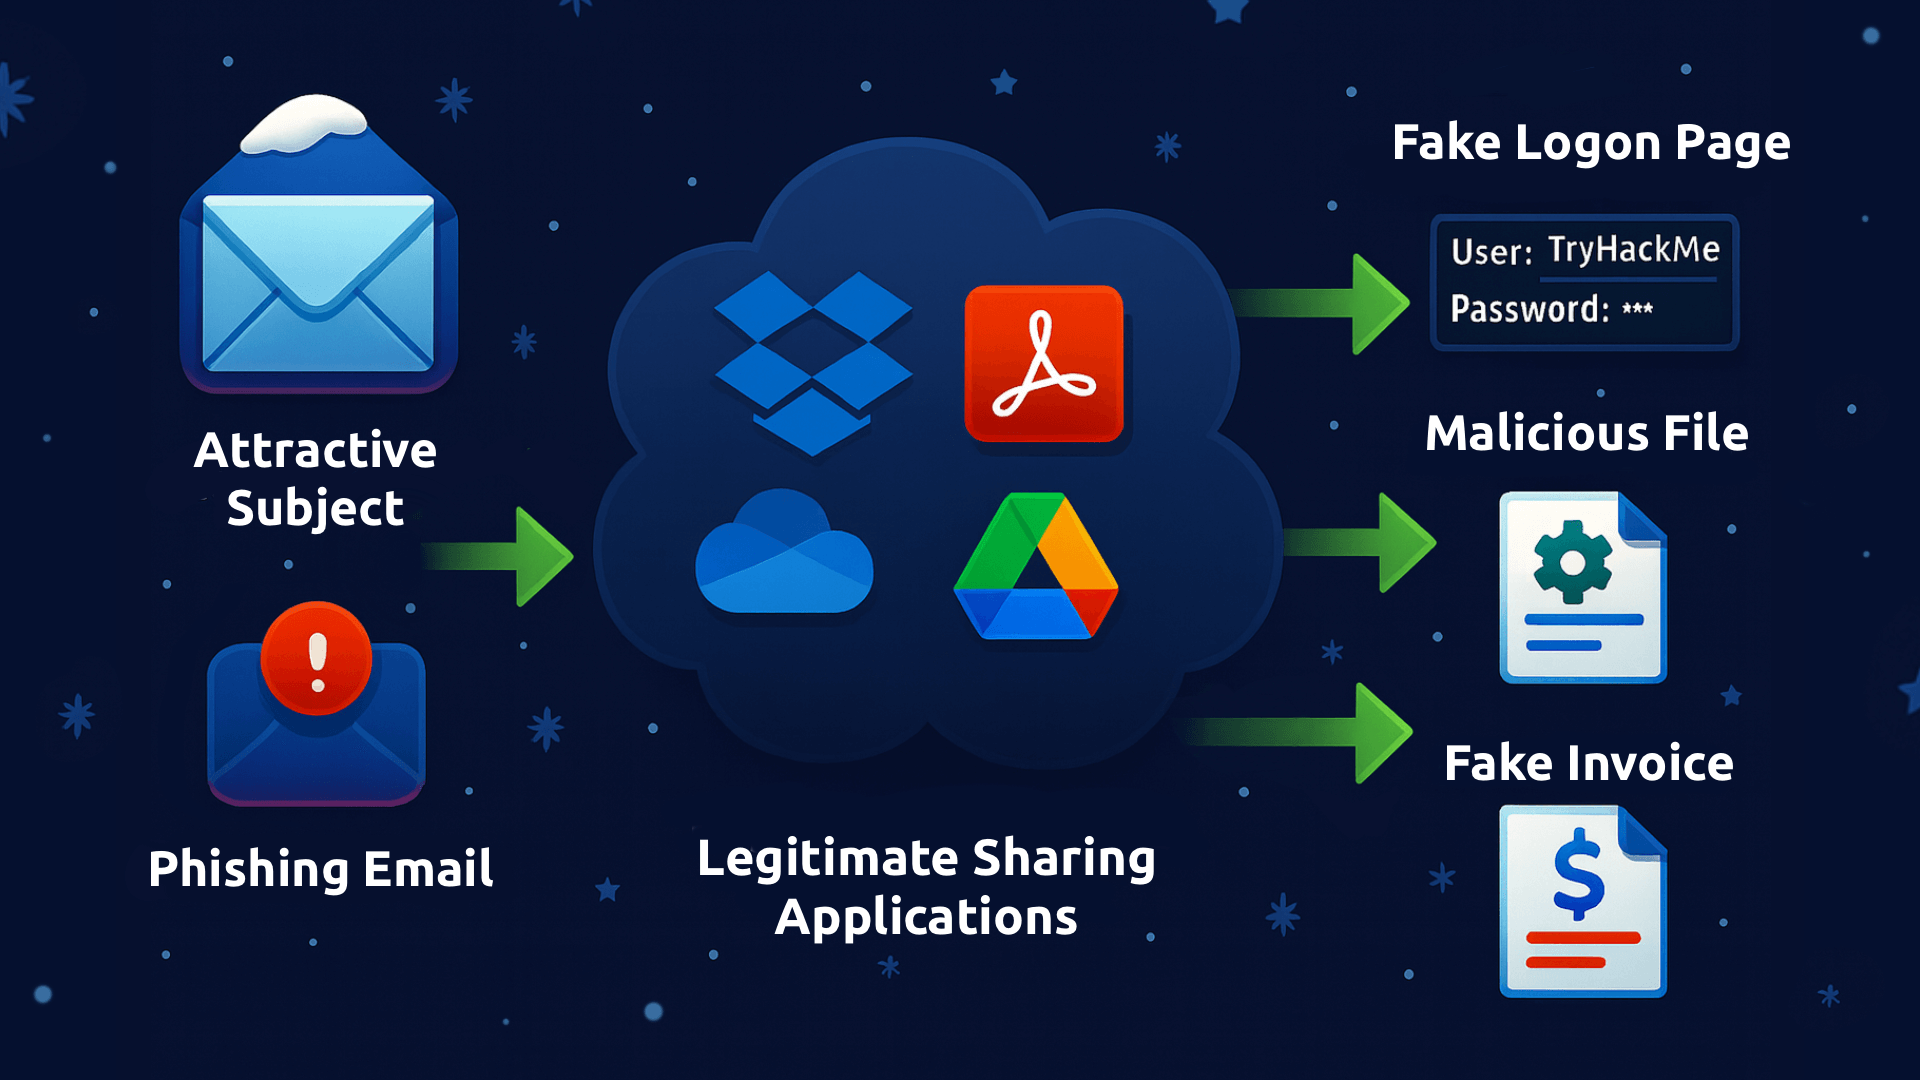 Attractive
Subject
Phishing Email
Legitimate Sharing
Applications
Fake Logon Page
User: TryHackMe
Password: ***
Malicious File
Fake Invoice
$